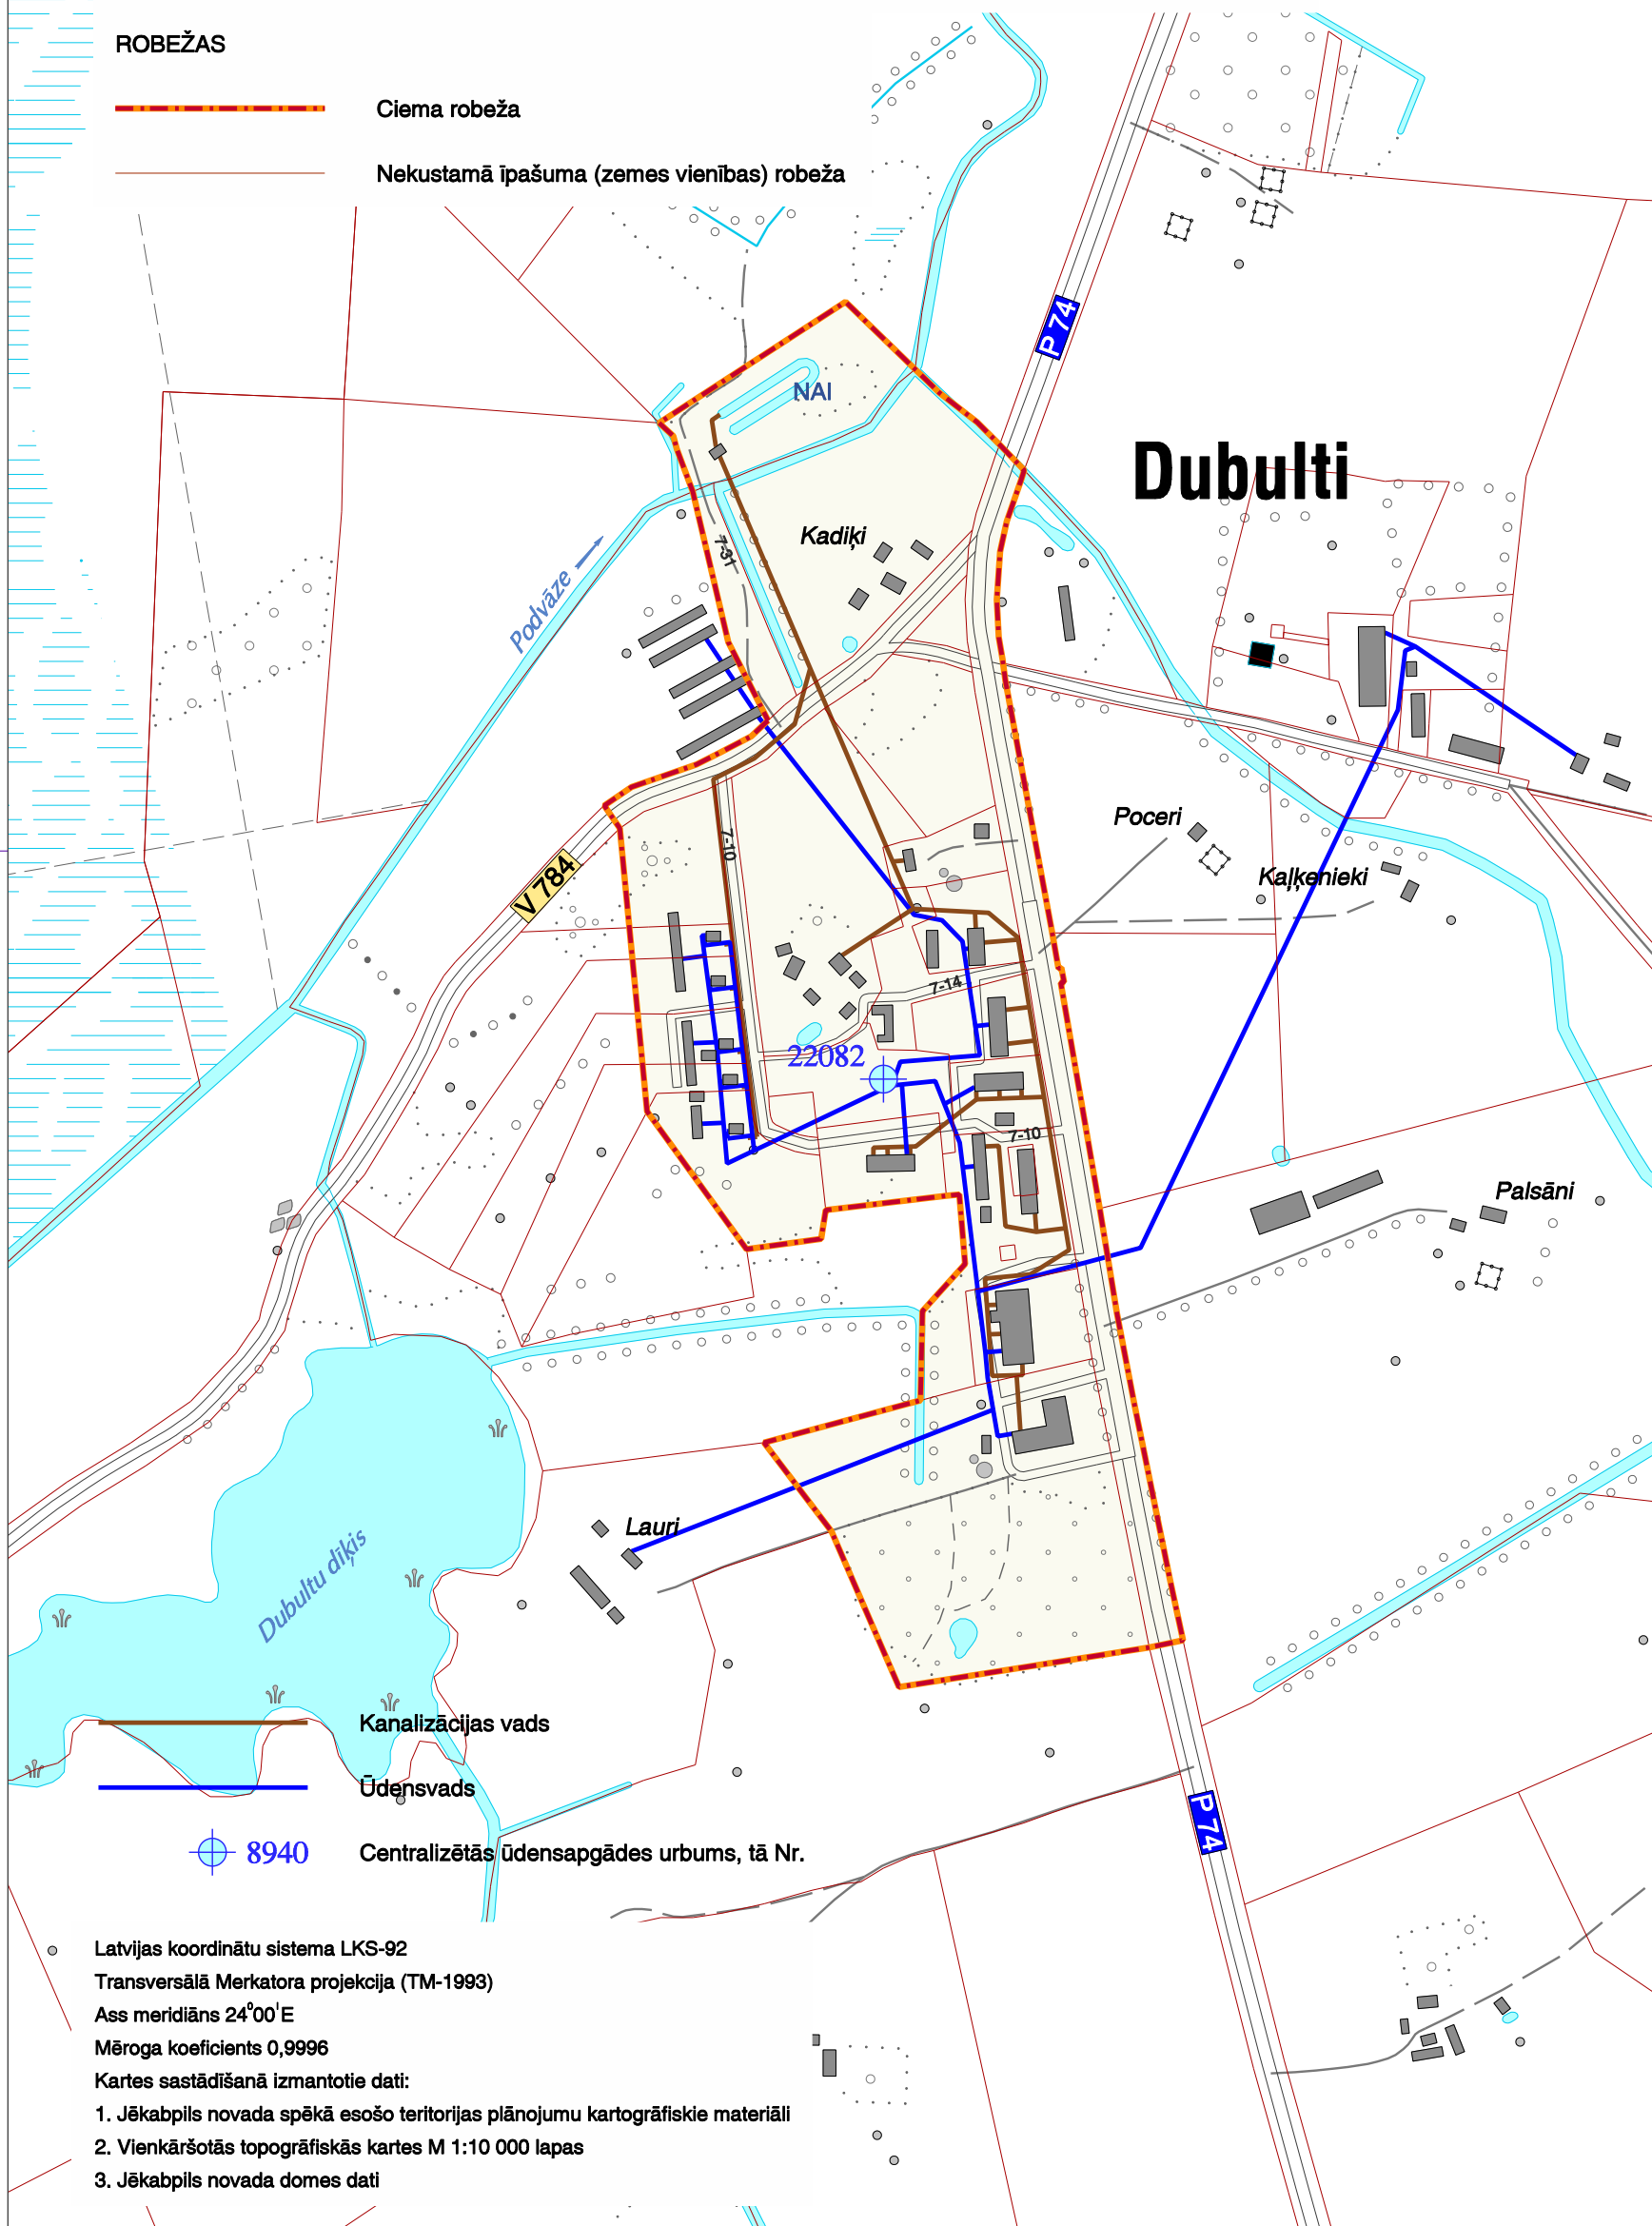 ROBEŽAS
Ciema robeža
Nekustamā īpašuma (zemes vienības) robeža
P 74
NAI
Dubulti
Kadiķi
7-31
Podvāze
Poceri
7-10
V 784
Kaļķenieki
7-14
22082
7-10
Palsāni
Lauri
Dubultu dīķis
Kanalizācijas vads
Ūdensvads
P 74
8940
Centralizētās ūdensapgādes urbums, tā Nr.
Latvijas koordinātu sistema LKS-92
Transversālā Merkatora projekcija (TM-1993)
Ass meridiāns 24⁰00ˈE
Mēroga koeficients 0,9996
Kartes sastādīšanā izmantotie dati:
1. Jēkabpils novada spēkā esošo teritorijas plānojumu kartogrāfiskie materiāli
2. Vienkāršotās topogrāfiskās kartes M 1:10 000 lapas
3. Jēkabpils novada domes dati